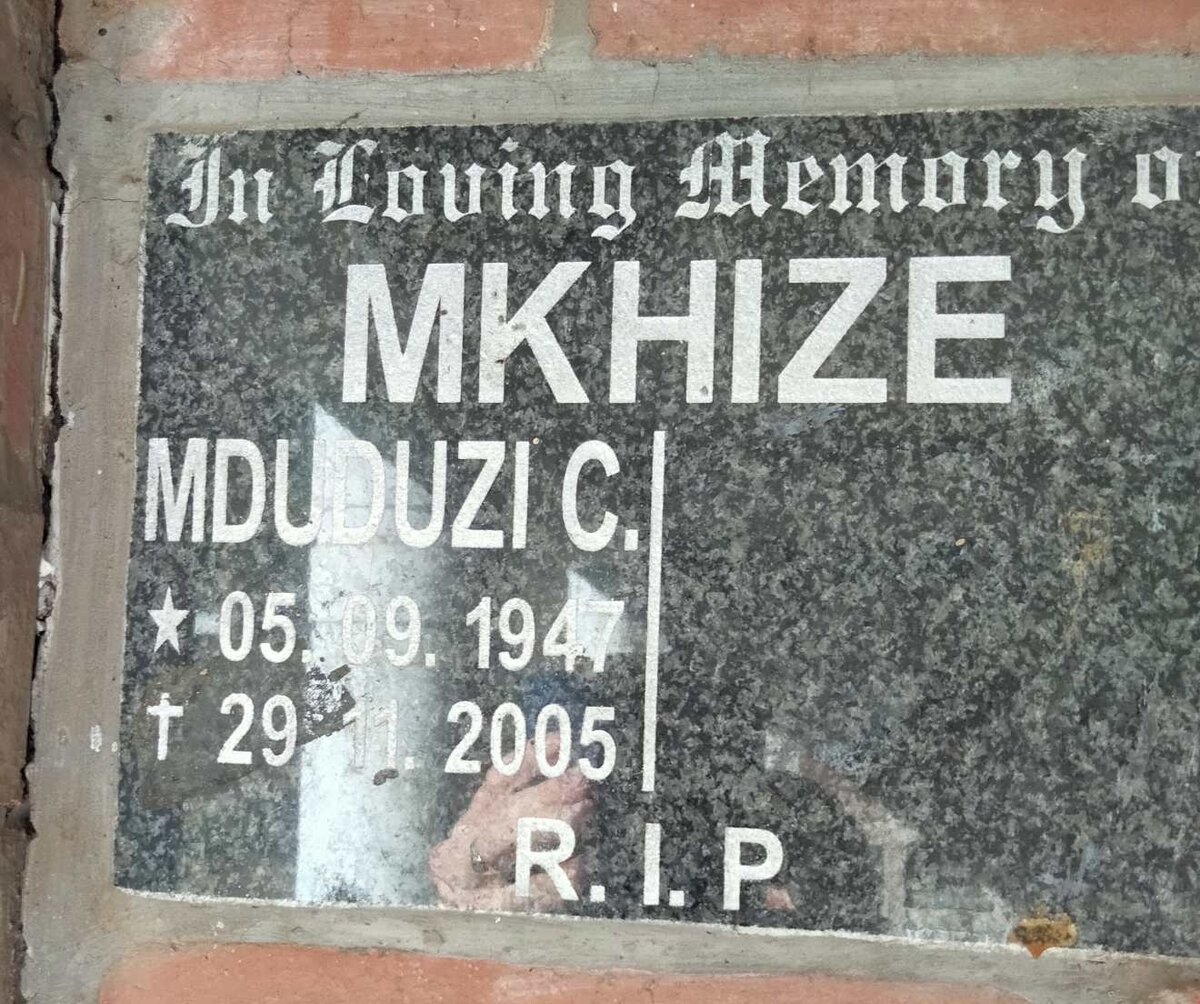 In Loving Memory o
MKHIZE
MDUDUZI C.
★ 05. 09. 1947
† 29. 11. 2005
R. I. P